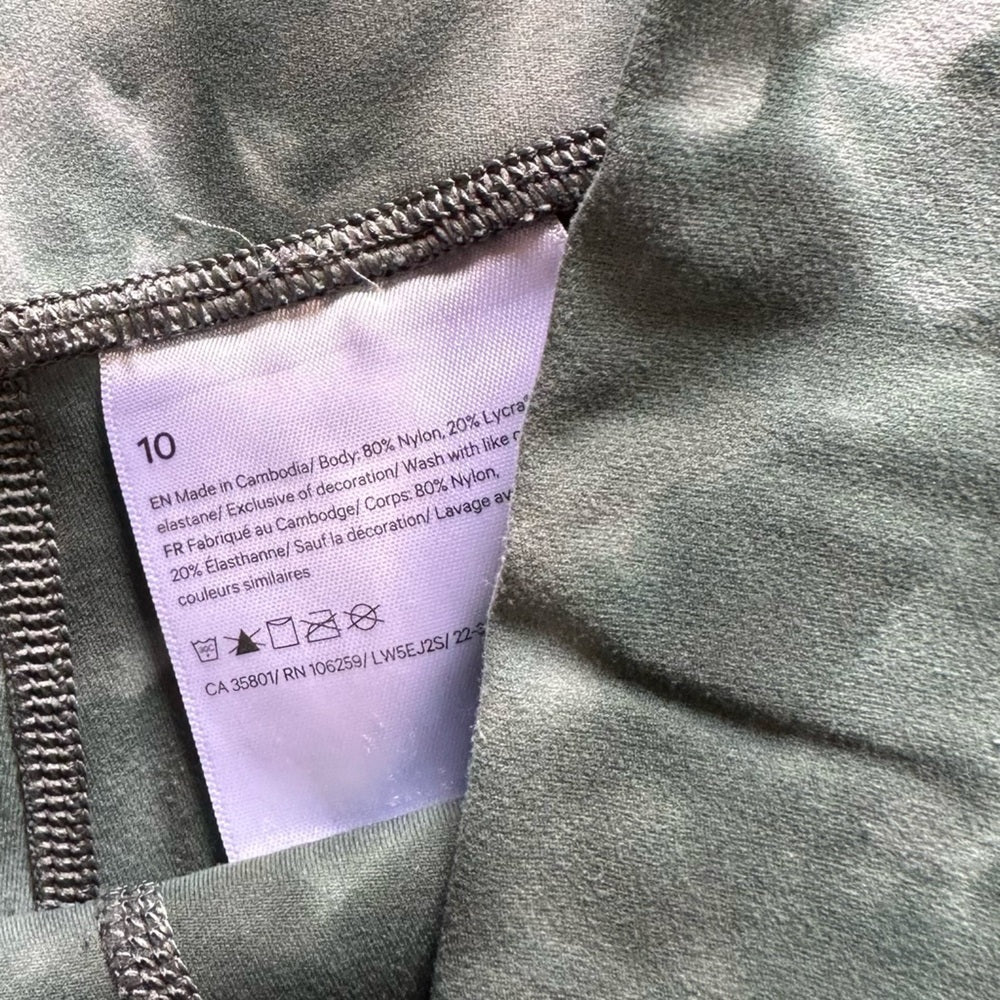 10
EN Made in Cambodia/ Body: 80% Nylon, 20% Lycra®
elastane/ Exclusive of decoration/ Wash with like
FR Fabriqué au Cambodge/ Corps: 80% Nylon,
20% Élasthanne/ Sauf la décoration/ Lavage
couleurs similaires
CA 35801/ RN 106259/ LW5EJ2S/ 22-